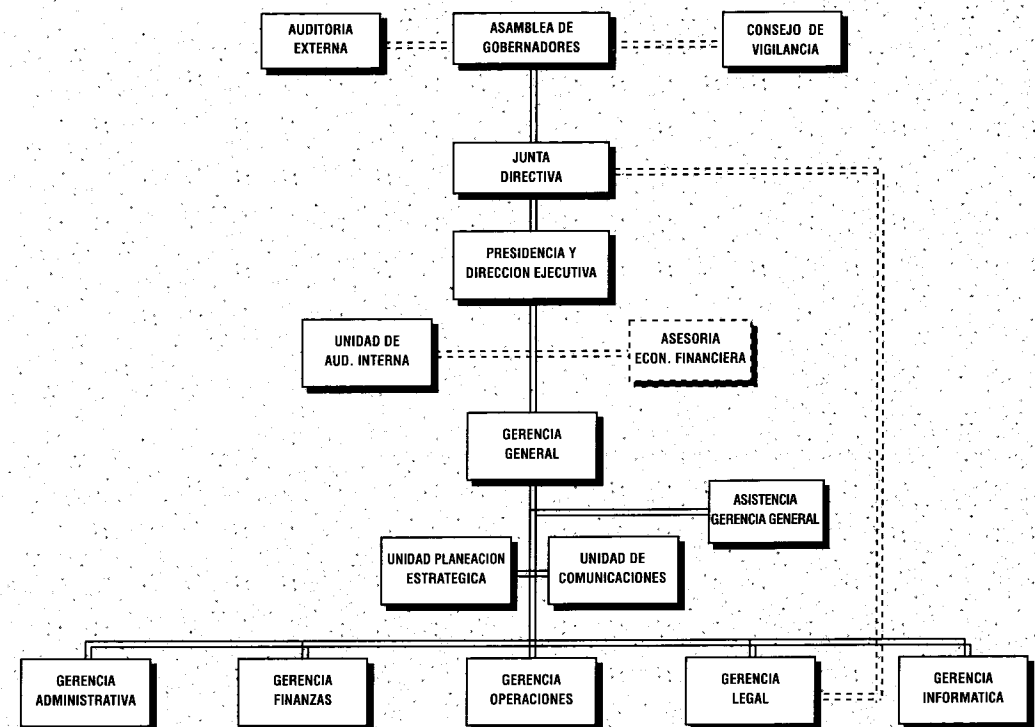 AUDITORIA
EXTERNA
ASAMBLEA DE
GOBERNADORES
CONSEJO DE
VIGILANCIA
JUNTA
DIRECTIVA
PRESIDENCIA Y
DIRECCION EJECUTIVA
UNIDAD DE
AUD. INTERNA
ASESORIA
ECON. FINANCIERA
GERENCIA
GENERAL
ASISTENCIA
GERENCIA GENERAL
UNIDAD PLANEACION
ESTRATEGICA
UNIDAD DE
COMUNICACIONES
GERENCIA
ADMINISTRATIVA
GERENCIA
FINANZAS
GERENCIA
OPERACIONES
GERENCIA
LEGAL
GERENCIA
INFORMATICA